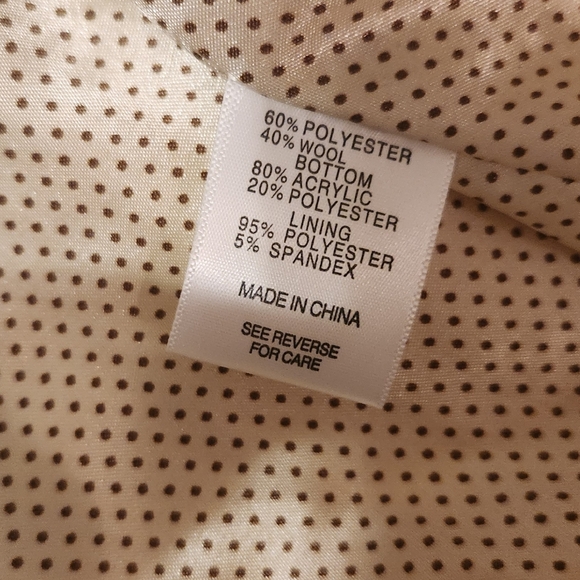 60% POLYESTER
40% WOOL
BOTTOM
80% ACRYLIC
20% POLYESTER
LINING
95% POLYESTER
5% SPANDEX
MADE IN CHINA
SEE REVERSE
FOR CARE